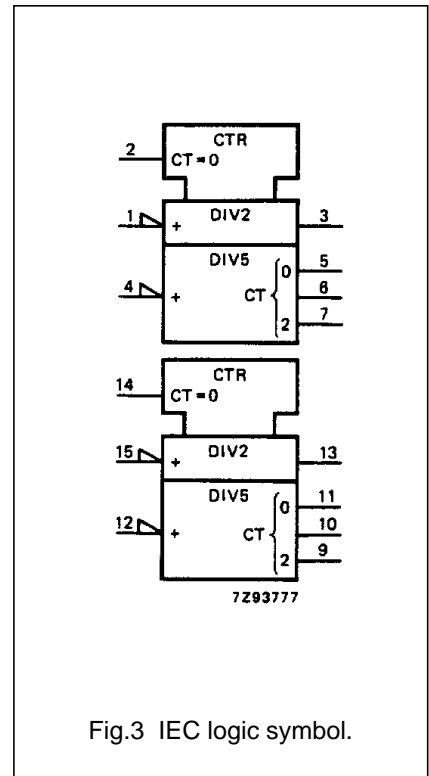 CTR
2
CT=0
1 + DIV2 3
DIV5
0 5
4 + CT 6
2 7
CTR
14
CT=0
15 + DIV2 13
DIV5
0 11
12 + CT 10
2 9
7Z93777
Fig.3 IEC logic symbol.